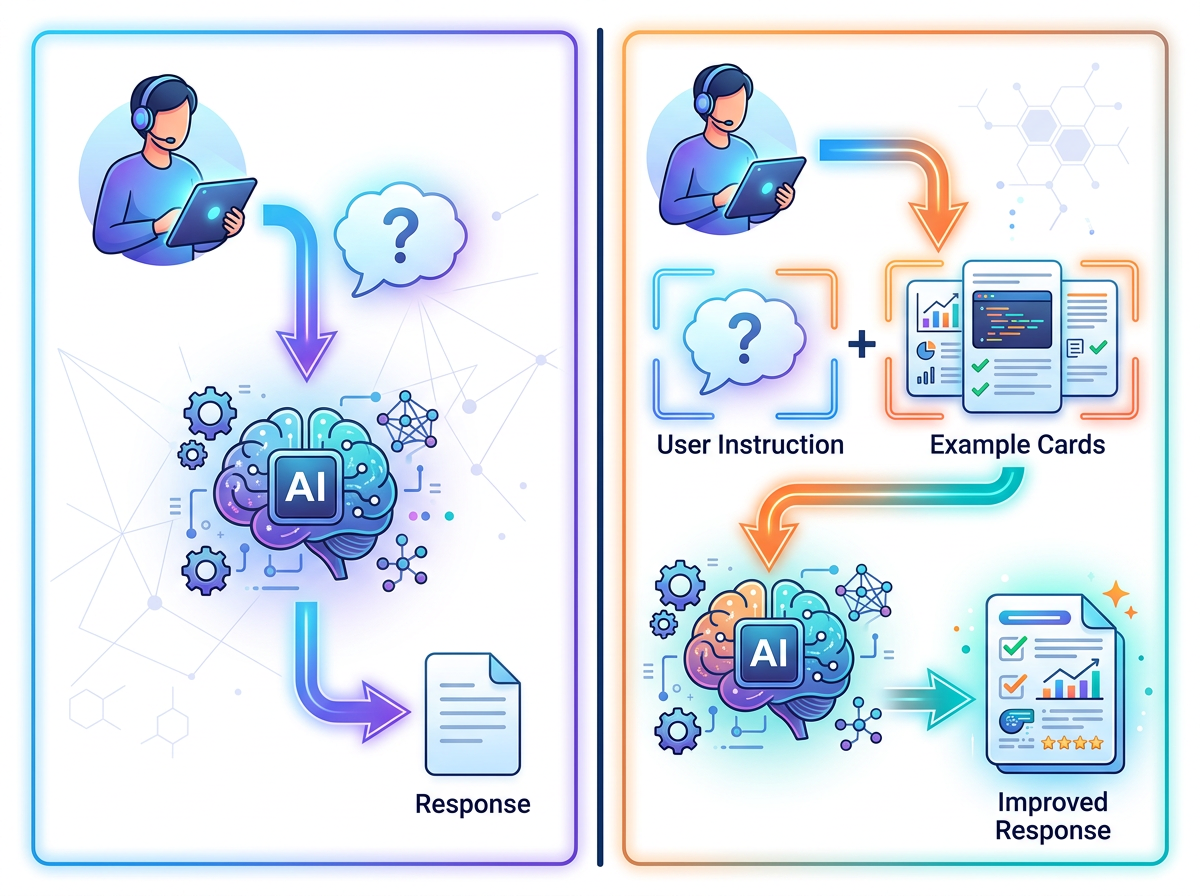 ?
AI
Response
?
+
User Instruction
Example Cards
AI
Improved
Response